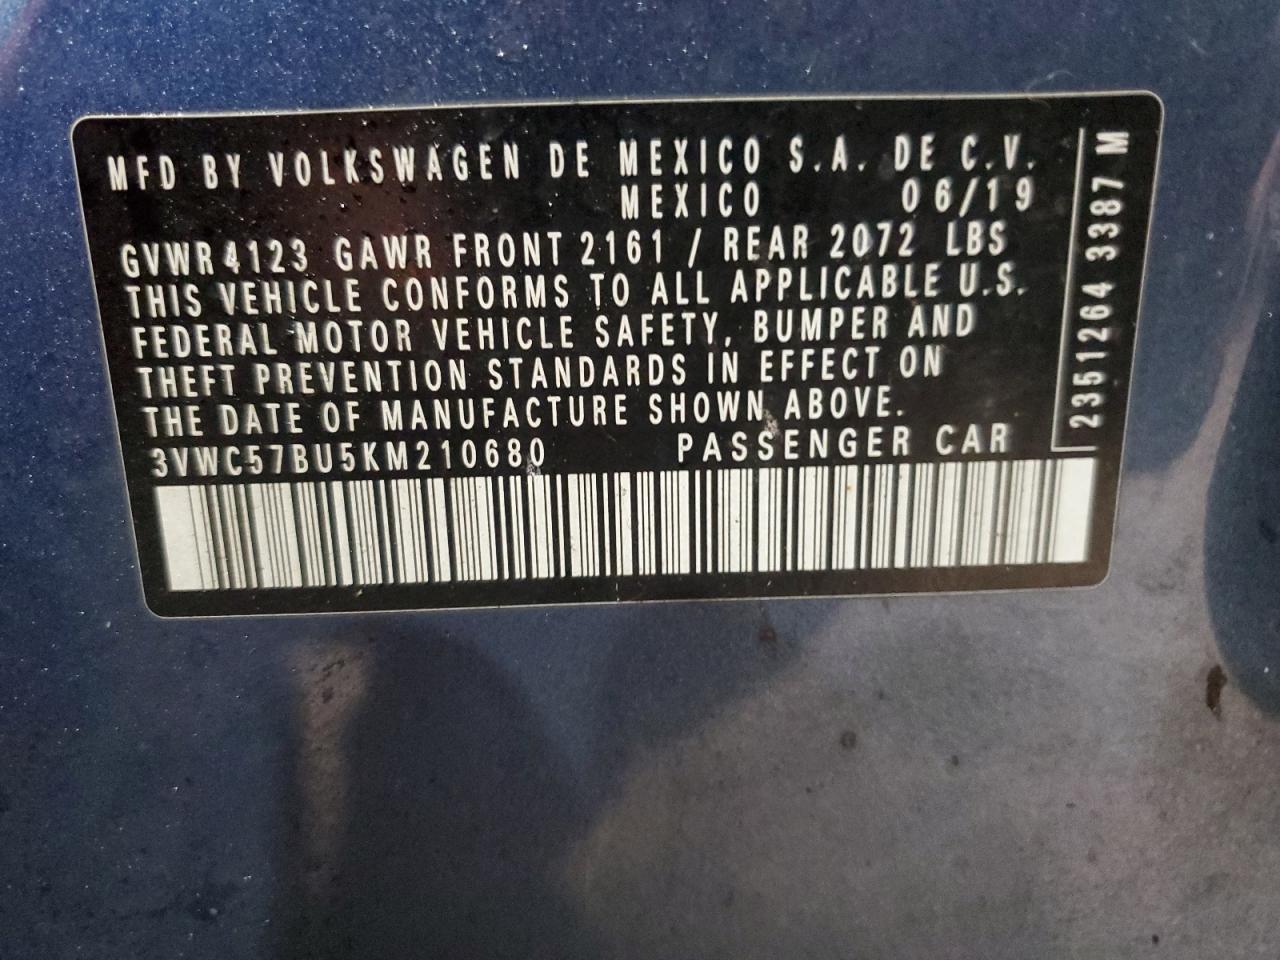 MFD BY VOLKSWAGEN DE MEXICO S.A. DE C.V.
MEXICO 06/19
GVWR 4123 GAWR FRONT 2161 / REAR 2072 LBS
THIS VEHICLE CONFORMS TO ALL APPLICABLE U.S.
FEDERAL MOTOR VEHICLE SAFETY, BUMPER AND
THEFT PREVENTION STANDARDS IN EFFECT ON
THE DATE OF MANUFACTURE SHOWN ABOVE.
3VWC57BU5KM210680 PASSENGER CAR
2351264 3387 M